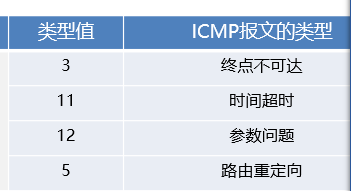 类型值 ICMP报文的类型
3 终点不可达
11 时间超时
12 参数问题
5 路由重定向